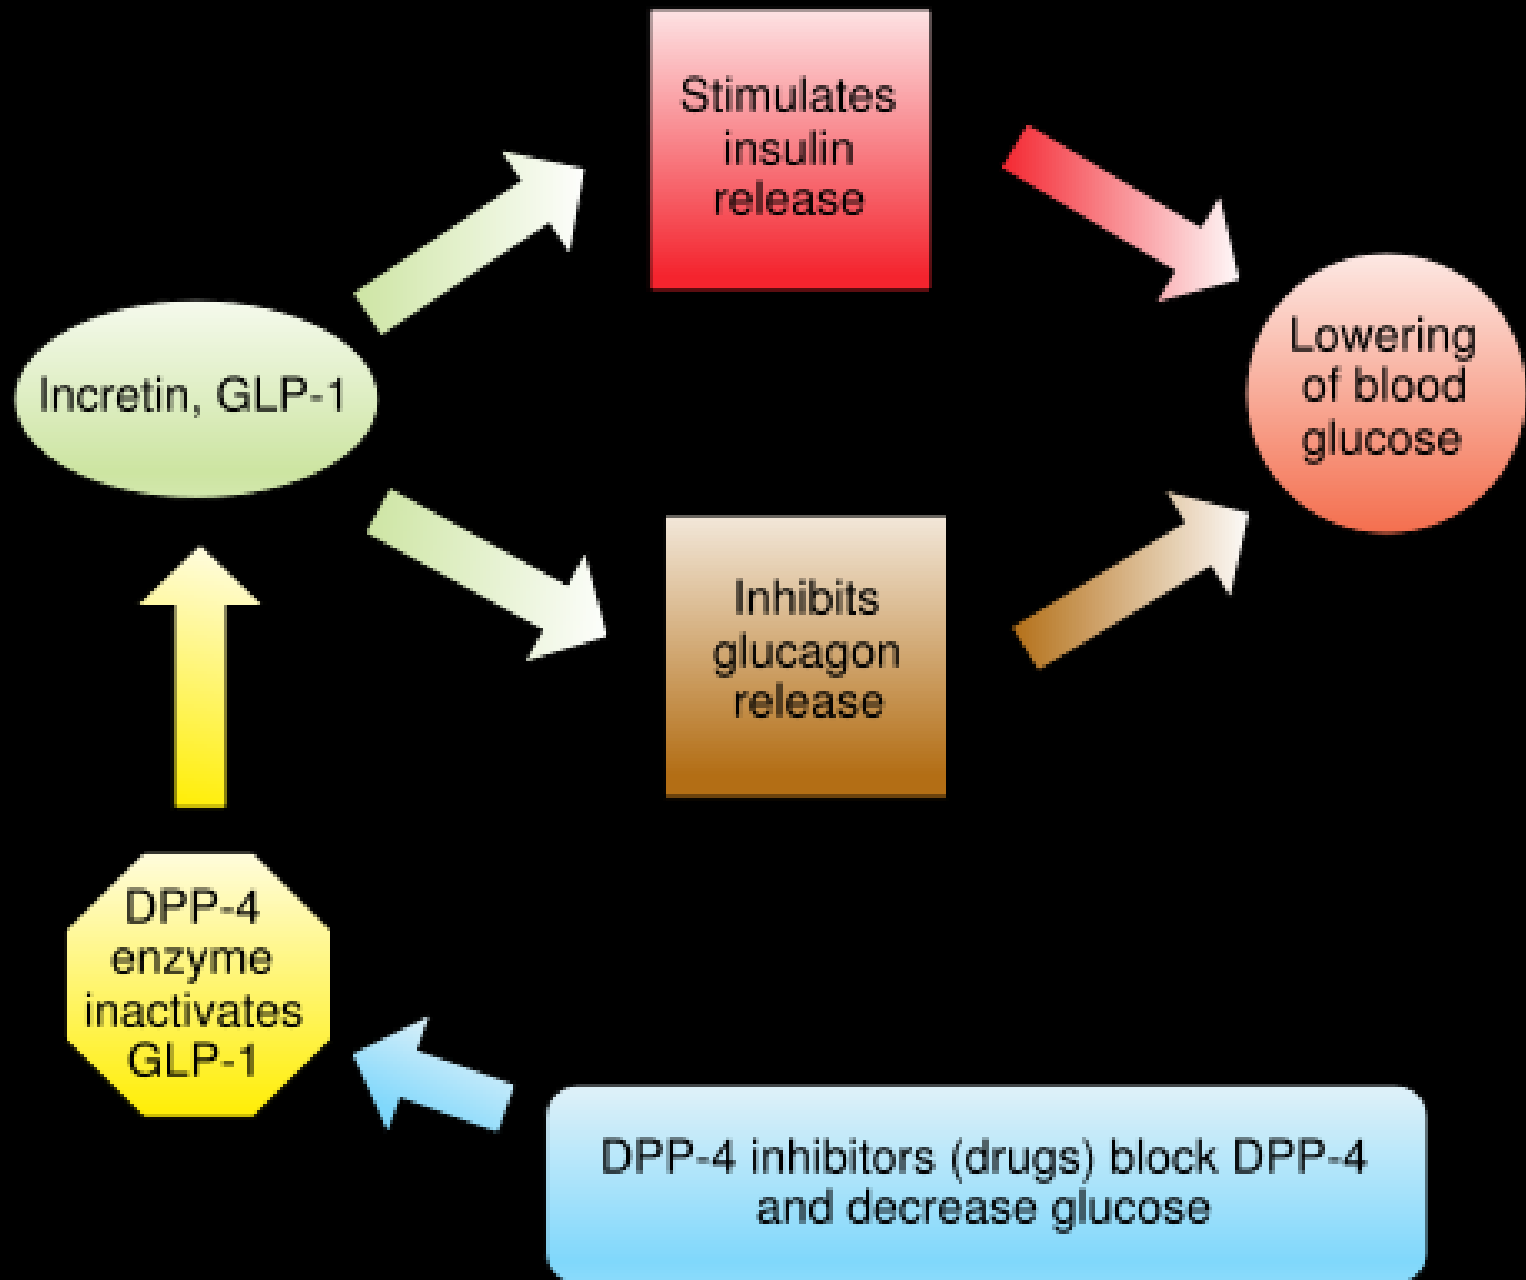 Stimulates
insulin
release
Incretin, GLP-1
Lowering
of blood
glucose
Inhibits
glucagon
release
DPP-4
enzyme
inactivates
GLP-1
DPP-4 inhibitors (drugs) block DPP-4
and decrease glucose